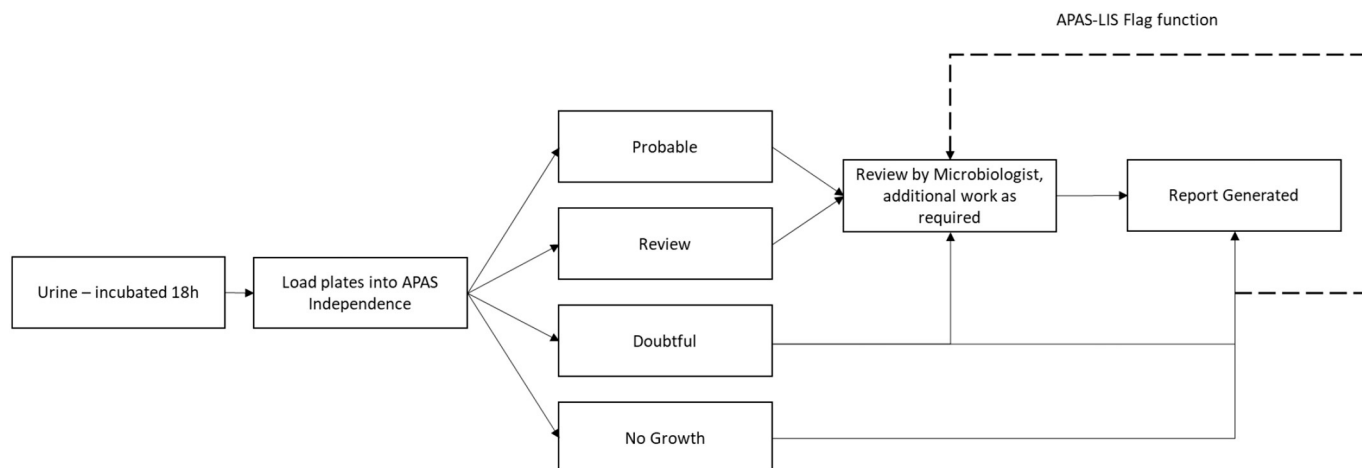 APAS-LIS Flag function
Probable
Review by Microbiologist,
additional work as
required
Report Generated
Review
Urine – incubated 18h
Load plates into APAS
Independence
Doubtful
No Growth